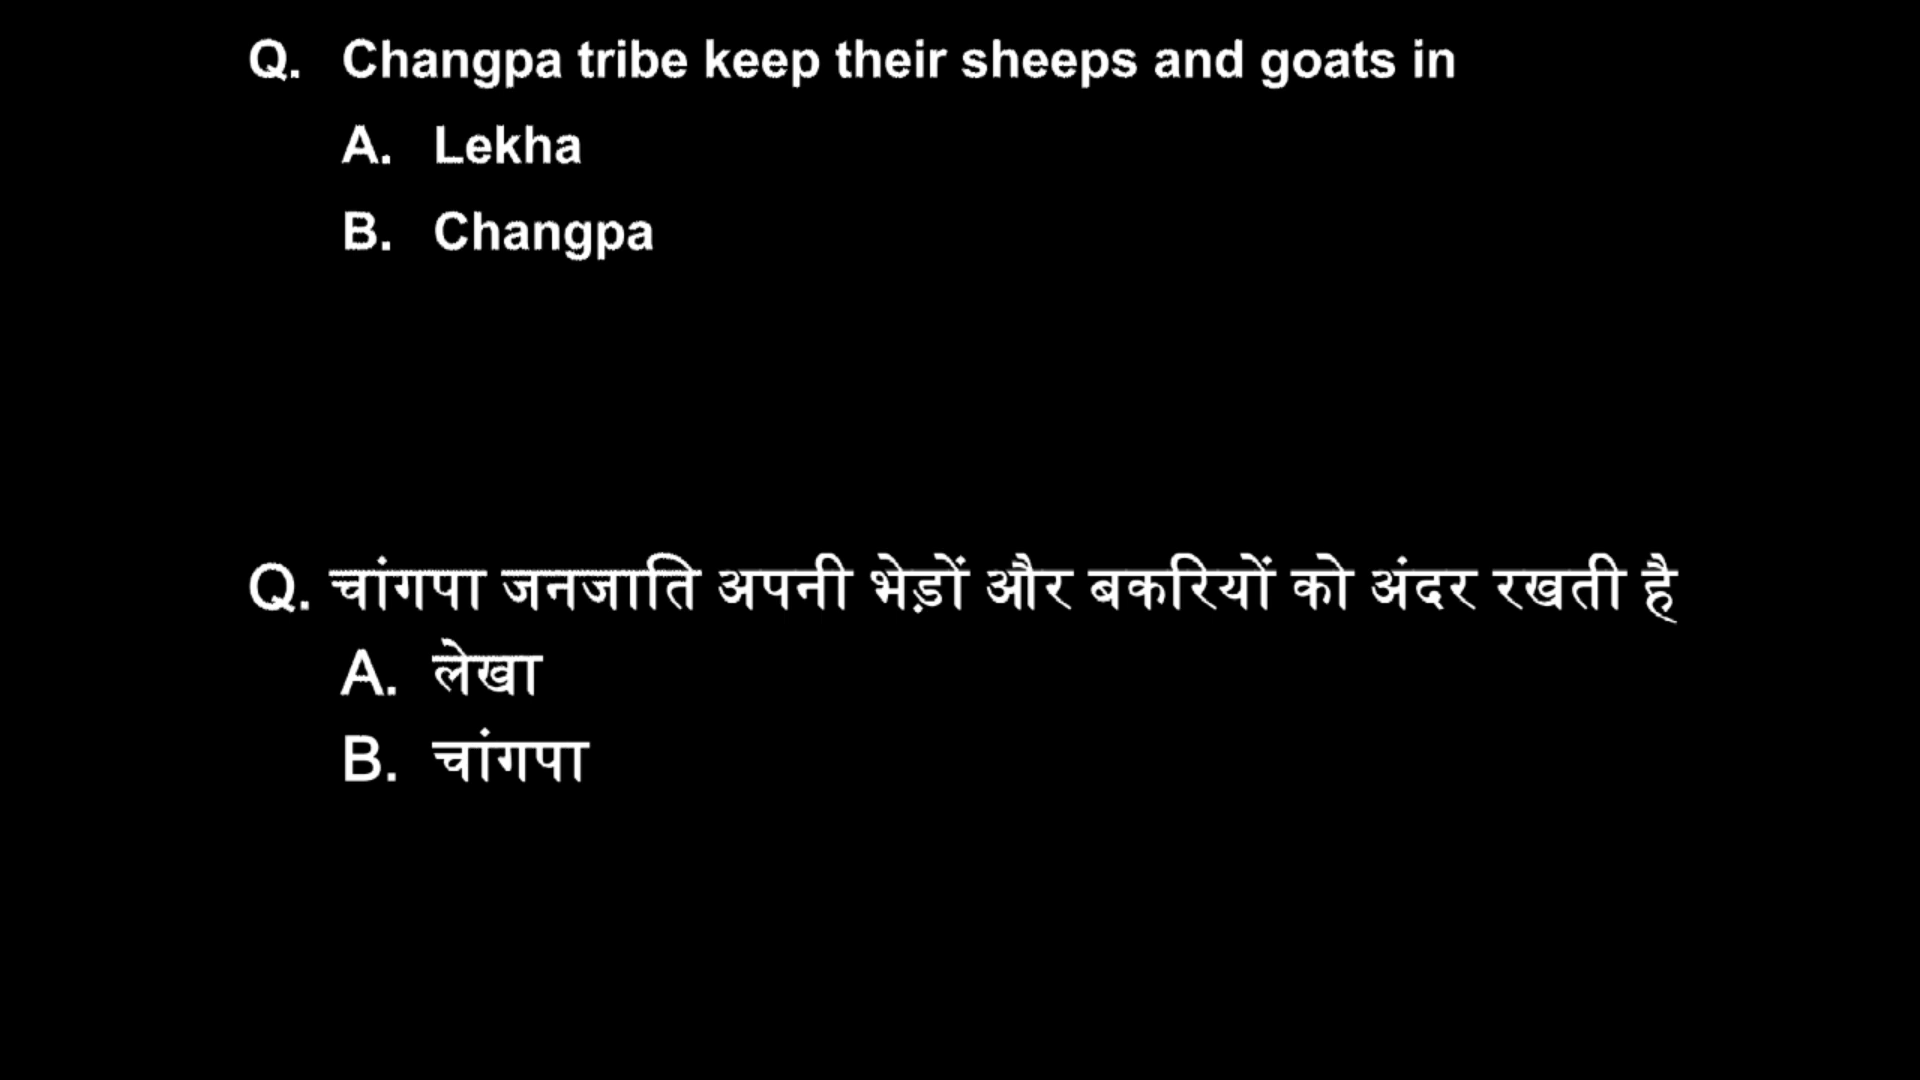 Q. Changpa tribe keep their sheeps and goats in
A. Lekha
B. Changpa
Q. चांगपा जनजाति अपनी भेड़ों और बकरियों को अंदर रखती है
A. लेखा
B. चांगपा